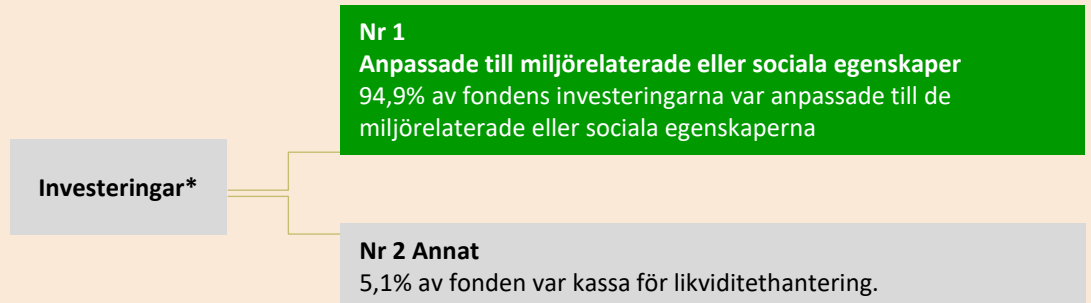 Nr 1
Anpassade till miljörelaterade eller sociala egenskaper
94,9% av fondens investeringarna var anpassade till de
miljörelaterade eller sociala egenskaperna
Investeringar*
Nr 2 Annat
5,1% av fonden var kassa för likviditethantering.